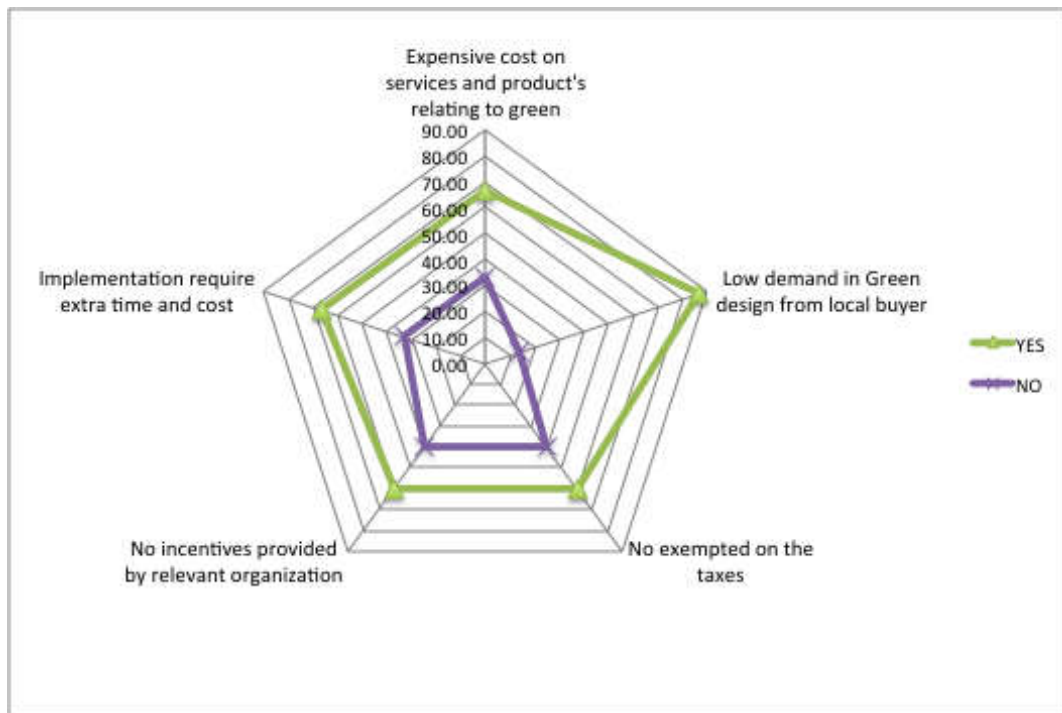 Expensive cost on
services and product's
relating to green
90.00
80.00
70.00
60.00
50.00
40.00
30.00
20.00
10.00
0.00
Implementation require
extra time and cost
Low demand in Green
design from local buyer
YES
NO
No incentives provided
by relevant organization
No exempted on the
taxes